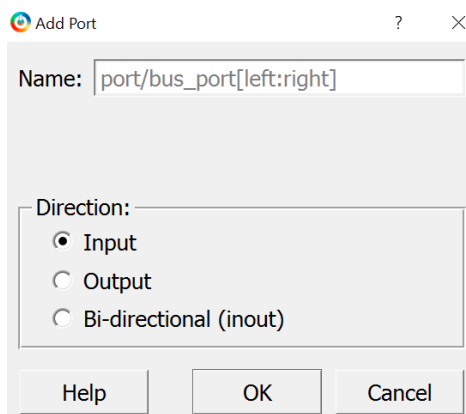 Add Port ?
Name: port/bus_port[left:right]
Direction:
Input
Output
Bi-directional (inout)
Help OK Cancel